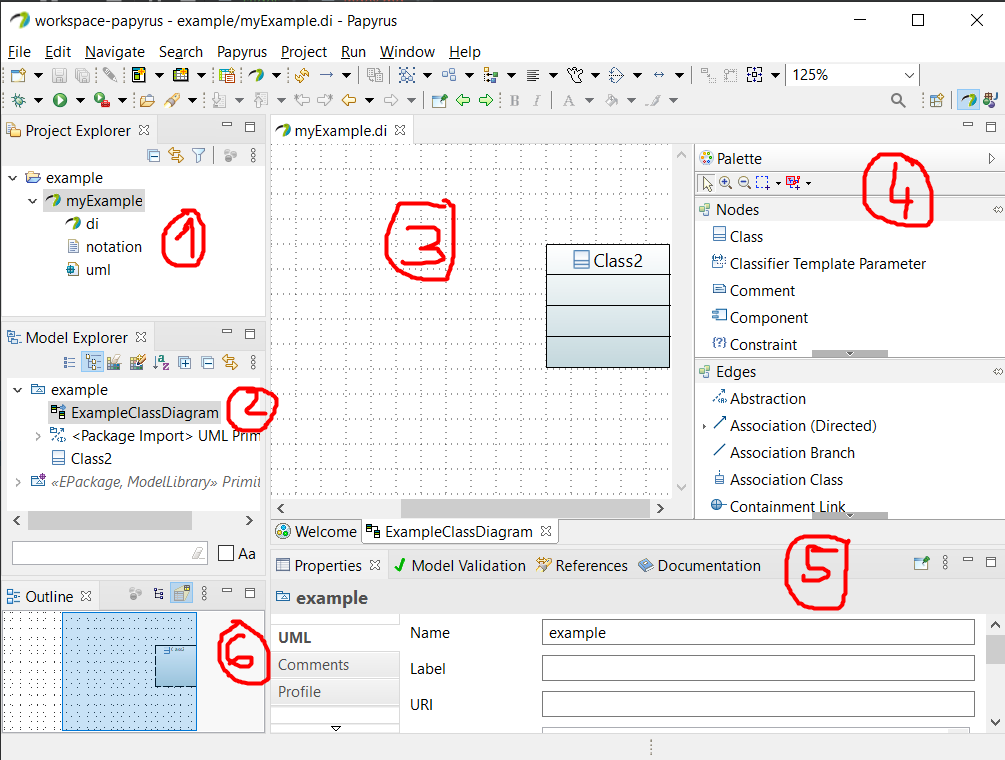 workspace-papyrus - example/myExample.di - Papyrus
File Edit Navigate Search Papyrus Project Run Window Help
125%
B I A
Project Explorer
example
myExample
di
notation
uml
1
Model Explorer
example
ExampleClassDiagram
<Package Import> UML Prim
Class2
«EPackage, ModelLibrary» Primiti
2
Aa
Outline
6
myExample.di
3
Class2
Welcome ExampleClassDiagram
Palette
4
Nodes
Class
Classifier Template Parameter
Comment
Component
Constraint
Edges
Abstraction
Association (Directed)
Association Branch
Association Class
Containment Link
Properties Model Validation References Documentation
5
example
UML
Comments
Profile
Name example
Label
URI